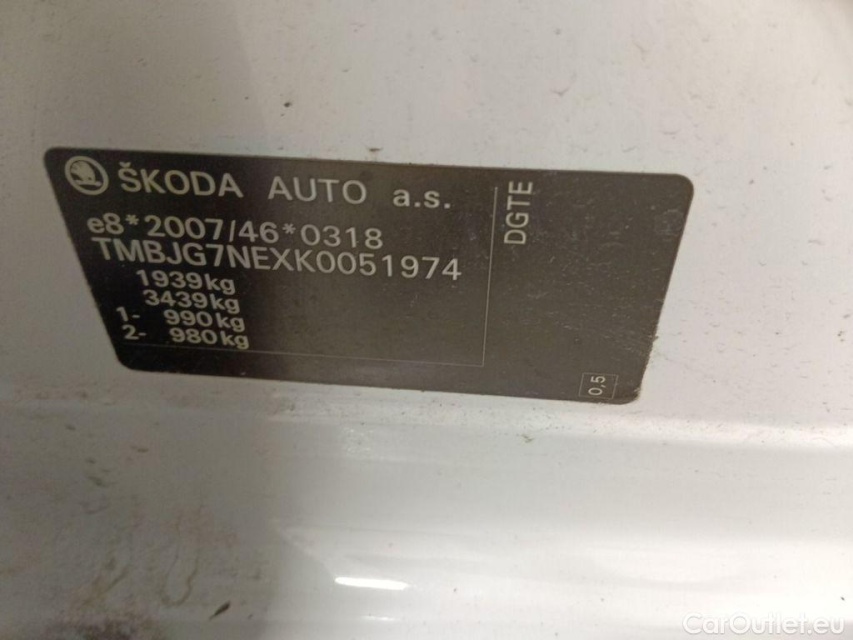 ŠKODA AUTO a.s.
e8*2007/46*0318
TMBJG7NEXK0051974
1939kg
3439kg
1- 990kg
2- 980kg
DGTE
0,5
CarOutlet.eu